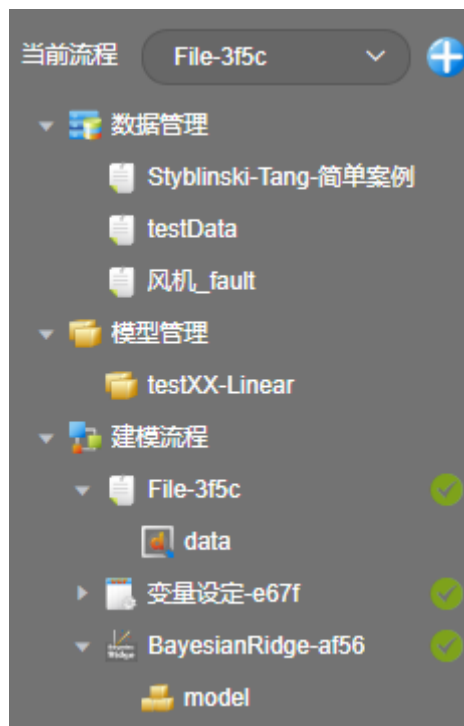 当前流程 File-3f5c
数据管理
Styblinski-Tang-简单案例
testData
风机_fault
模型管理
testXX-Linear
建模流程
File-3f5c
data
变量设定-e67f
BayesianRidge-af56
model